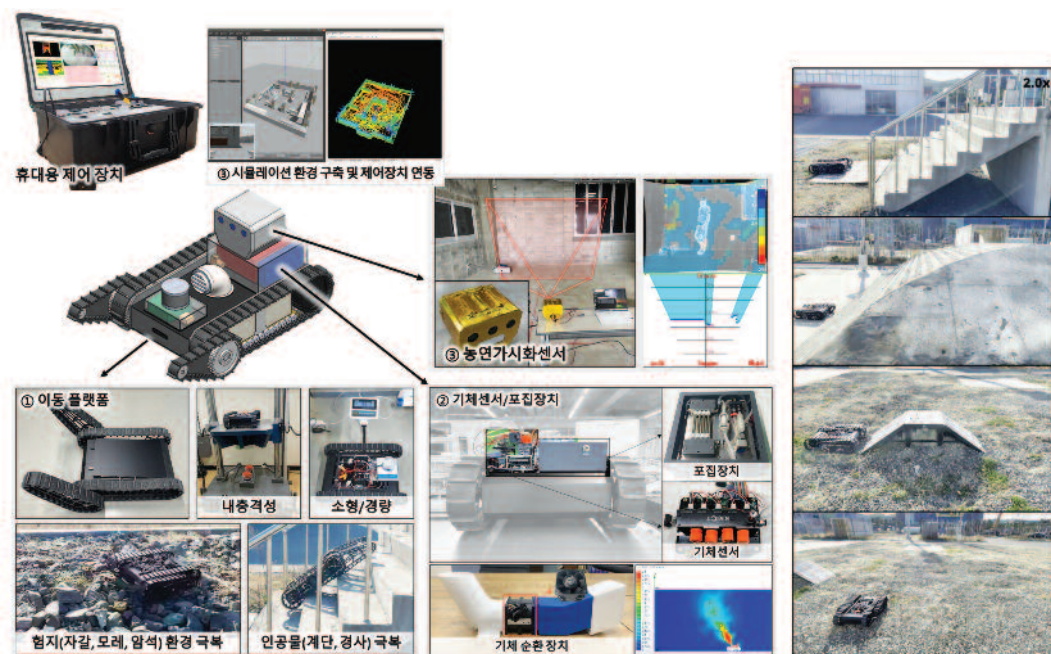 2.0x
휴대용 제어 장치
③ 시뮬레이션 환경 구축 및 제어장치 연동
③ 농연가시화센서
① 이동 플랫폼
내충격성
소형/경량
② 기체센서/포집장치
포집장치
기체센서
험지(자갈, 모레, 암석) 환경 극복
인공물(계단, 경사) 극복
기체 순환 장치